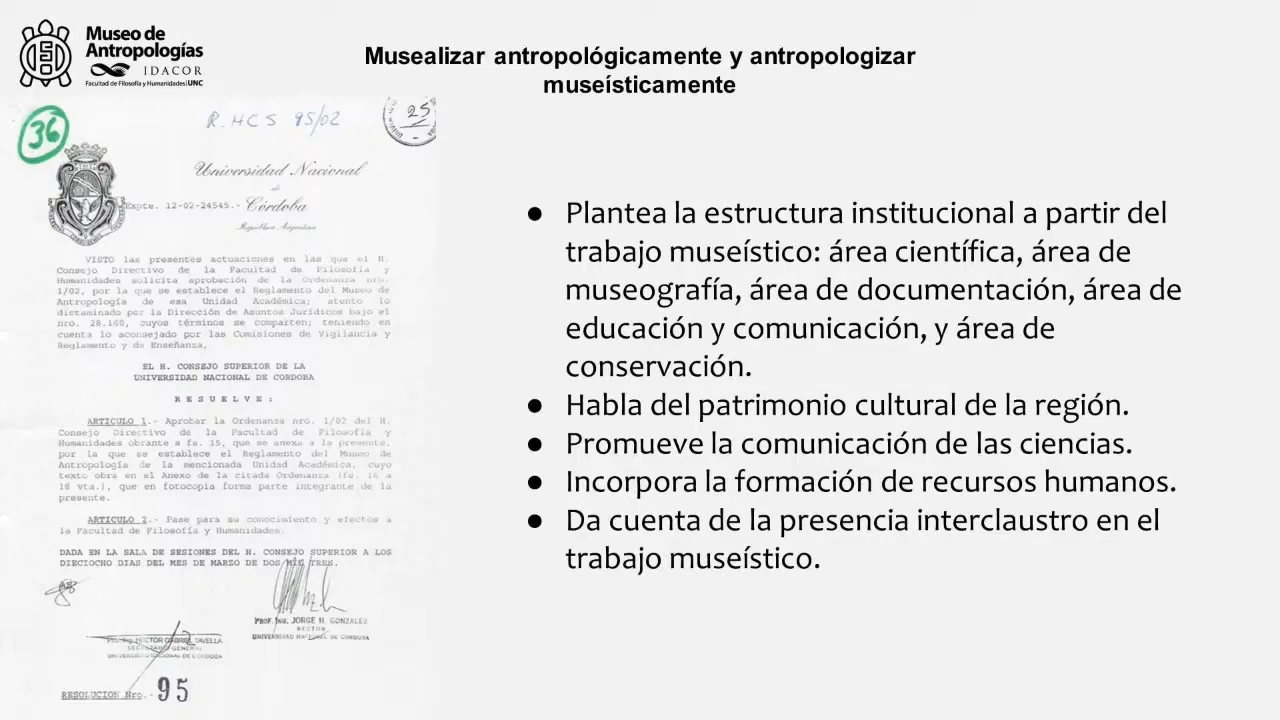 Museo de
Antropologías
IDACOR
Facultad de Filosofía y Humanidades|UNC
Musealizar antropológicamente y antropologizar
museísticamente
36
R. HCS 95/02
25
Universidad Nacional
de
Córdoba
Expte. 12-02-24545.-
República Argentina
VISTO las presentes actuaciones en las que el H.
Consejo Directivo de la Facultad de Filosofía y
Humanidades solicita aprobación de la Ordenanza nro.
1/02, por la que se establece el Reglamento del Museo de
Antropología de esa Unidad Académica; atento lo
dictaminado por la Dirección de Asuntos Jurídicos bajo el
nro. 28.160, cuyos términos se comparten; teniendo en
cuenta lo aconsejado por las Comisiones de Vigilancia y
Reglamento y de Enseñanza,
EL H. CONSEJO SUPERIOR DE LA
UNIVERSIDAD NACIONAL DE CORDOBA
R E S U E L V E :
ARTICULO 1.- Aprobar la Ordenanza nro. 1/02 del H.
Consejo Directivo de la Facultad de Filosofía y
Humanidades obrante a fs. 15, que se anexa a la presente,
por la que se establece el Reglamento del Museo de
Antropología de la mencionada Unidad Académica, cuyo
texto obra en el Anexo de la citada Ordenanza (fs. 16 a
18 vta.), que en fotocopia forma parte integrante de la
presente.
ARTICULO 2.- Pase para su conocimiento y efectos a
la Facultad de Filosofía y Humanidades.
DADA EN LA SALA DE SESIONES DEL H. CONSEJO SUPERIOR A LOS
DIECIOCHO DIAS DEL MES DE MARZO DE DOS MIL TRES.
PROF. ING. JORGE H. GONZALEZ
RECTOR
UNIVERSIDAD NACIONAL DE CORDOBA
Ing. HECTOR GABRIEL TAVELLA
SECRETARIO GENERAL
UNIVERSIDAD NACIONAL DE CORDOBA
RESOLUCION Nro.- 95
● Plantea la estructura institucional a partir del
trabajo museístico: área científica, área de
museografía, área de documentación, área de
educación y comunicación, y área de
conservación.
● Habla del patrimonio cultural de la región.
● Promueve la comunicación de las ciencias.
● Incorpora la formación de recursos humanos.
● Da cuenta de la presencia interclaustro en el
trabajo museístico.